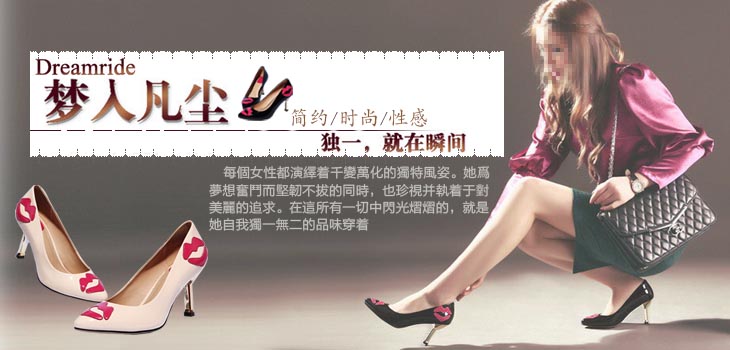 Dreamride
梦入凡尘
简约/时尚/性感
独一，就在瞬间
每個女性都演繹着千變萬化的獨特風姿。她爲
夢想奮鬥而堅韌不拔的同時，也珍視并執着于對
美麗的追求。在這所有一切中閃光熠熠的，就是
她自我獨一無二的品味穿着